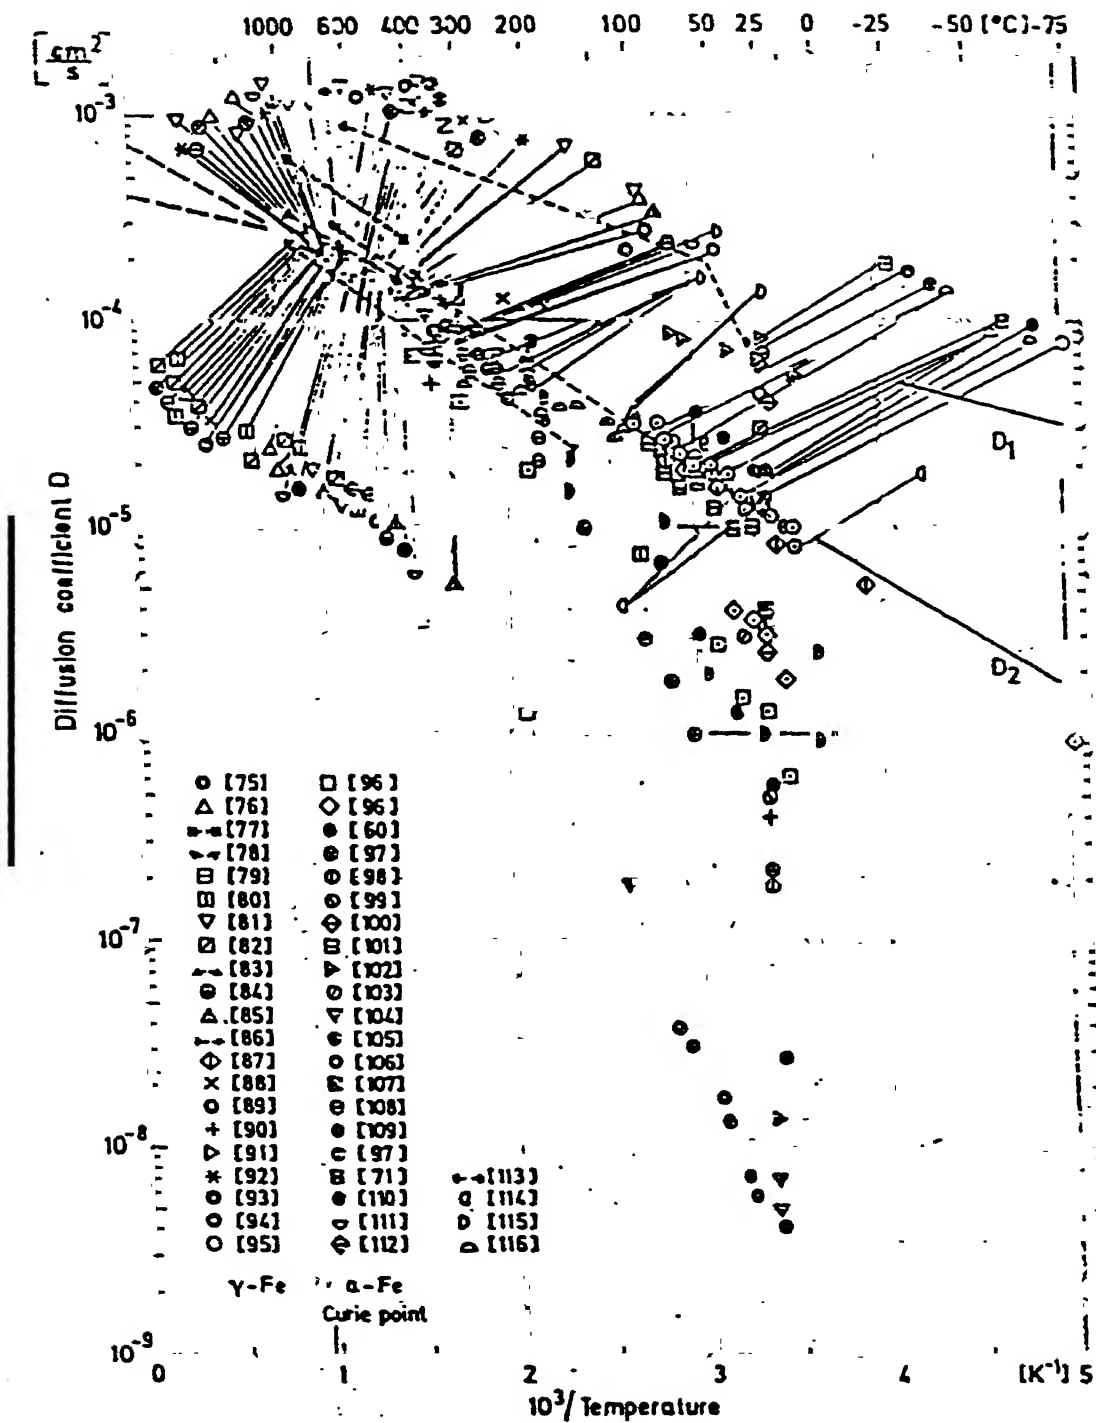 1000 600 400 300 200 100 50 25 0 -25 -50 [°C]-75
[cm²/s]
10⁻³
10⁻⁴
10⁻⁵
10⁻⁶
10⁻⁷
10⁻⁸
10⁻⁹
Diffusion coefficient D
D1
D2
[75] [96]
[76] [96]
[77] [60]
[78] [97]
[79] [98]
[80] [99]
[81] [100]
[82] [101]
[83] [102]
[84] [103]
[85] [104]
[86] [105]
[87] [106]
[88] [107]
[89] [108]
[90] [109]
[91] [97]
[92] [71] [113]
[93] [110] [114]
[94] [111] [115]
[95] [112] [116]
γ-Fe α-Fe
Curie point
0 1 2 3 4 [K⁻¹] 5
10³/Temperature